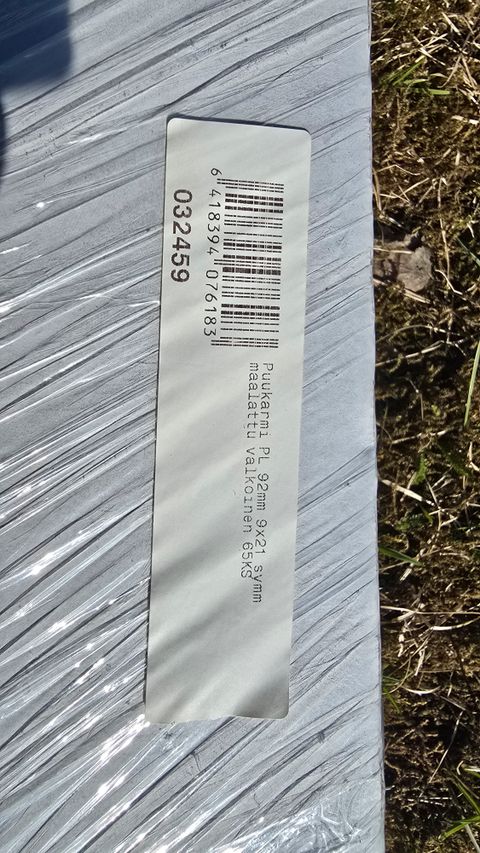 Puukarmi PL 92mm 9x21 symm
maalattu valkoinen 65KS
6 418394 076183
032459